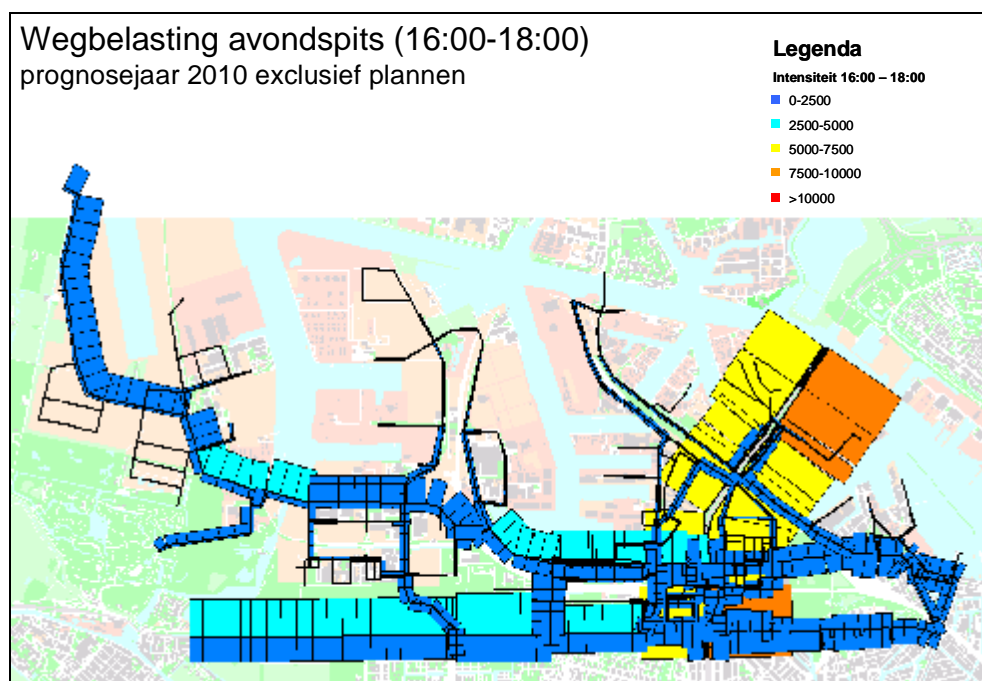 Wegbelasting avondspits (16:00-18:00)
prognosejaar 2010 exclusief plannen
Legenda
Intensiteit 16:00 – 18:00
0-2500
2500-5000
5000-7500
7500-10000
>10000